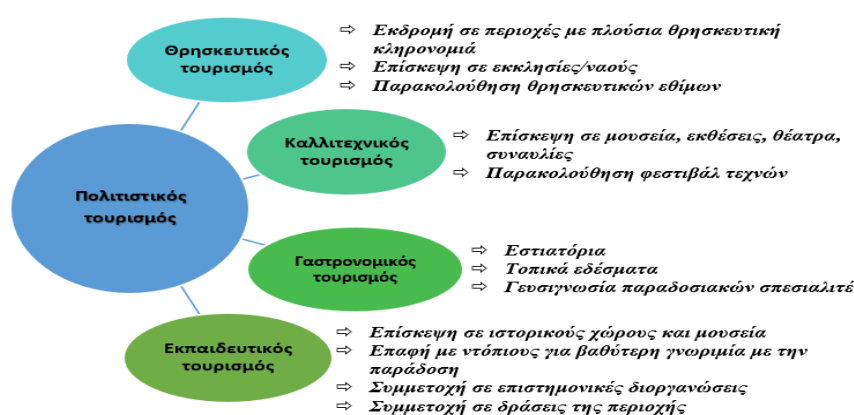 Πολιτιστικός
τουρισμός
Θρησκευτικός
τουρισμός
⇨ Εκδρομή σε περιοχές με πλούσια θρησκευτική
κληρονομιά
⇨ Επίσκεψη σε εκκλησίες/ναούς
⇨ Παρακολούθηση θρησκευτικών εθίμων
Καλλιτεχνικός
τουρισμός
⇨ Επίσκεψη σε μουσεία, εκθέσεις, θέατρα,
συναυλίες
⇨ Παρακολούθηση φεστιβάλ τεχνών
Γαστρονομικός
τουρισμός
⇨ Εστιατόρια
⇨ Τοπικά εδέσματα
⇨ Γευσιγνωσία παραδοσιακών σπεσιαλιτέ
Εκπαιδευτικός
τουρισμός
⇨ Επίσκεψη σε ιστορικούς χώρους και μουσεία
⇨ Επαφή με ντόπιους για βαθύτερη γνωριμία με την
παράδοση
⇨ Συμμετοχή σε επιστημονικές διοργανώσεις
⇨ Συμμετοχή σε δράσεις της περιοχής